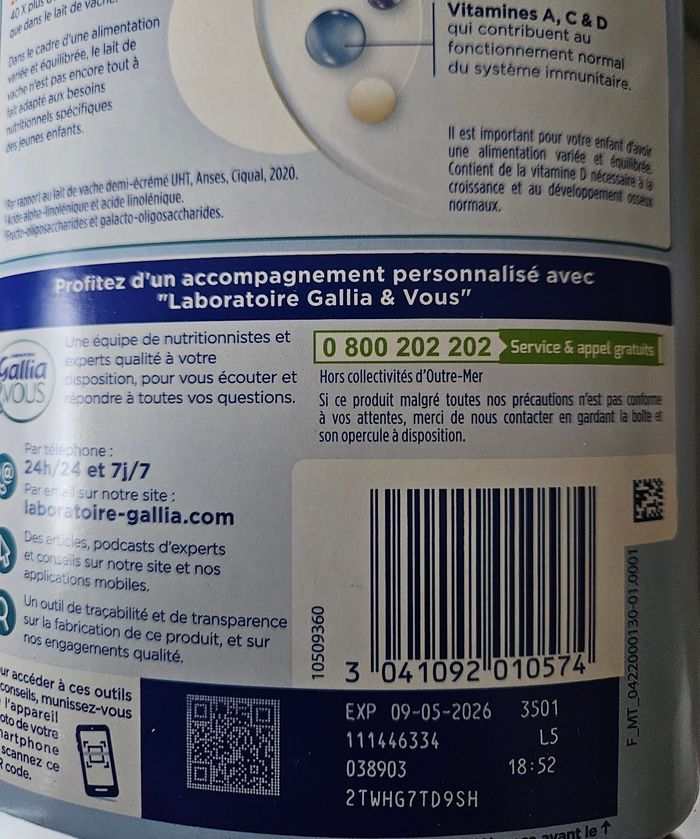 40 X plus
que dans le lait de vache.
Dans le cadre d'une alimentation
variée et équilibrée, le lait de
vache n'est pas encore tout à
fait adapté aux besoins
nutritionnels spécifiques
des jeunes enfants.
Vitamines A, C & D
qui contribuent au
fonctionnement normal
du système immunitaire.
Il est important pour votre enfant d'avoir
une alimentation variée et équilibrée.
Contient de la vitamine D nécessaire à la
croissance et au développement osseux
normaux.
Par rapport au lait de vache demi-écrémé UHT, Anses, Ciqual, 2020.
Acide alpha-linolénique et acide linolénique.
Fructo-oligosaccharides et galacto-oligosaccharides.
Profitez d'un accompagnement personnalisé avec
"Laboratoire Gallia & Vous"
Gallia
& VOUS
Une équipe de nutritionnistes et
experts qualité à votre
disposition, pour vous écouter et
répondre à toutes vos questions.
0 800 202 202 Service & appel gratuits
Hors collectivités d'Outre-Mer
Si ce produit malgré toutes nos précautions n'est pas conforme
à vos attentes, merci de nous contacter en gardant la boîte et
son opercule à disposition.
Par téléphone :
24h/24 et 7j/7
Par email sur notre site :
laboratoire-gallia.com
Des articles, podcasts d'experts
et conseils sur notre site et nos
applications mobiles.
Un outil de traçabilité et de transparence
sur la fabrication de ce produit, et sur
nos engagements qualité.
10509360
3 041092 010574
F_MT_0422000130-01.0001
ur accéder à ces outils
conseils, munissez-vous
l'appareil
oto de votre
martphone
scannez ce
code.
EXP 09-05-2026 3501
111446334 L5
038903 18:52
2TWHG7TD9SH
avant le